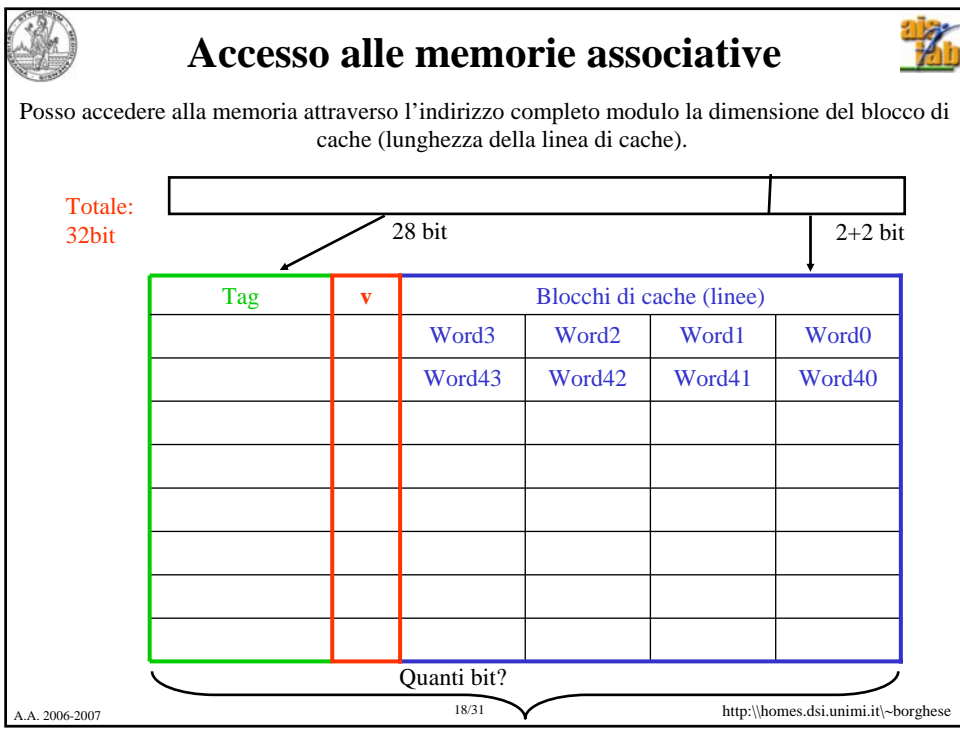 Accesso alle memorie associative
Posso accedere alla memoria attraverso l'indirizzo completo modulo la dimensione del blocco di
cache (lunghezza della linea di cache).
Totale:
32bit
28 bit
2+2 bit
Tag v Blocchi di cache (linee)
Word3 Word2 Word1 Word0
Word43 Word42 Word41 Word40
Quanti bit?
A.A. 2006-2007 18/31 http:\\homes.dsi.unimi.it\~borghese